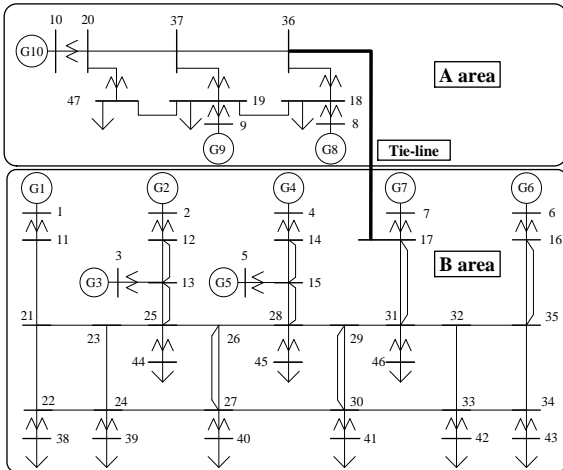 10 20 37 36
G10
A area
47 19 18
9 8
G9 G8
Tie-line
G1 G2 G4 G7 G6
1 2 4 7 6
11 12 14 17 16
3 5 B area
G3 13 G5 15
21 25 28 31 32 35
23 26 29
44 45 46
22 24 27 30 33 34
38 39 40 41 42 43